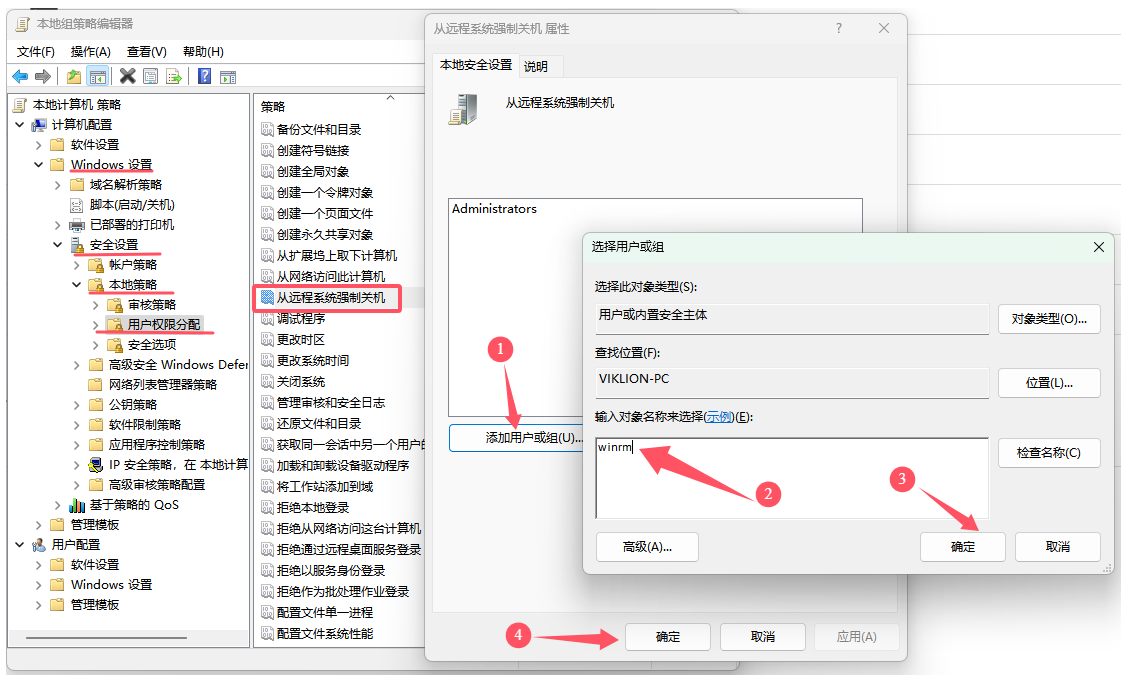 本地组策略编辑器
文件(F) 操作(A) 查看(V) 帮助(H)
本地计算机 策略
计算机配置
软件设置
Windows 设置
域名解析策略
脚本(启动/关机)
已部署的打印机
安全设置
帐户策略
本地策略
审核策略
用户权限分配
安全选项
高级安全 Windows Defer
网络列表管理器策略
公钥策略
软件限制策略
应用程序控制策略
IP 安全策略，在 本地计算
高级审核策略配置
基于策略的 QoS
管理模板
用户配置
软件设置
Windows 设置
管理模板
策略
备份文件和目录
创建符号链接
创建全局对象
创建一个令牌对象
创建一个页面文件
创建永久共享对象
从扩展坞上取下计算机
从网络访问此计算机
从远程系统强制关机
调试程序
更改时区
更改系统时间
关闭系统
管理审核和安全日志
还原文件和目录
获取同一会话中另一个用户的
加载和卸载设备驱动程序
将工作站添加到域
拒绝本地登录
拒绝从网络访问这台计算机
拒绝通过远程桌面服务登录
拒绝以服务身份登录
拒绝作为批处理作业登录
配置文件单一进程
配置文件系统性能
从远程系统强制关机 属性
?
本地安全设置 说明
从远程系统强制关机
Administrators
1
添加用户或组(U)...
4
确定 取消 应用(A)
选择用户或组
选择此对象类型(S):
用户或内置安全主体 对象类型(O)...
查找位置(F):
VIKLION-PC 位置(L)...
输入对象名称来选择(示例)(E):
winrm 检查名称(C)
2
3
高级(A)... 确定 取消